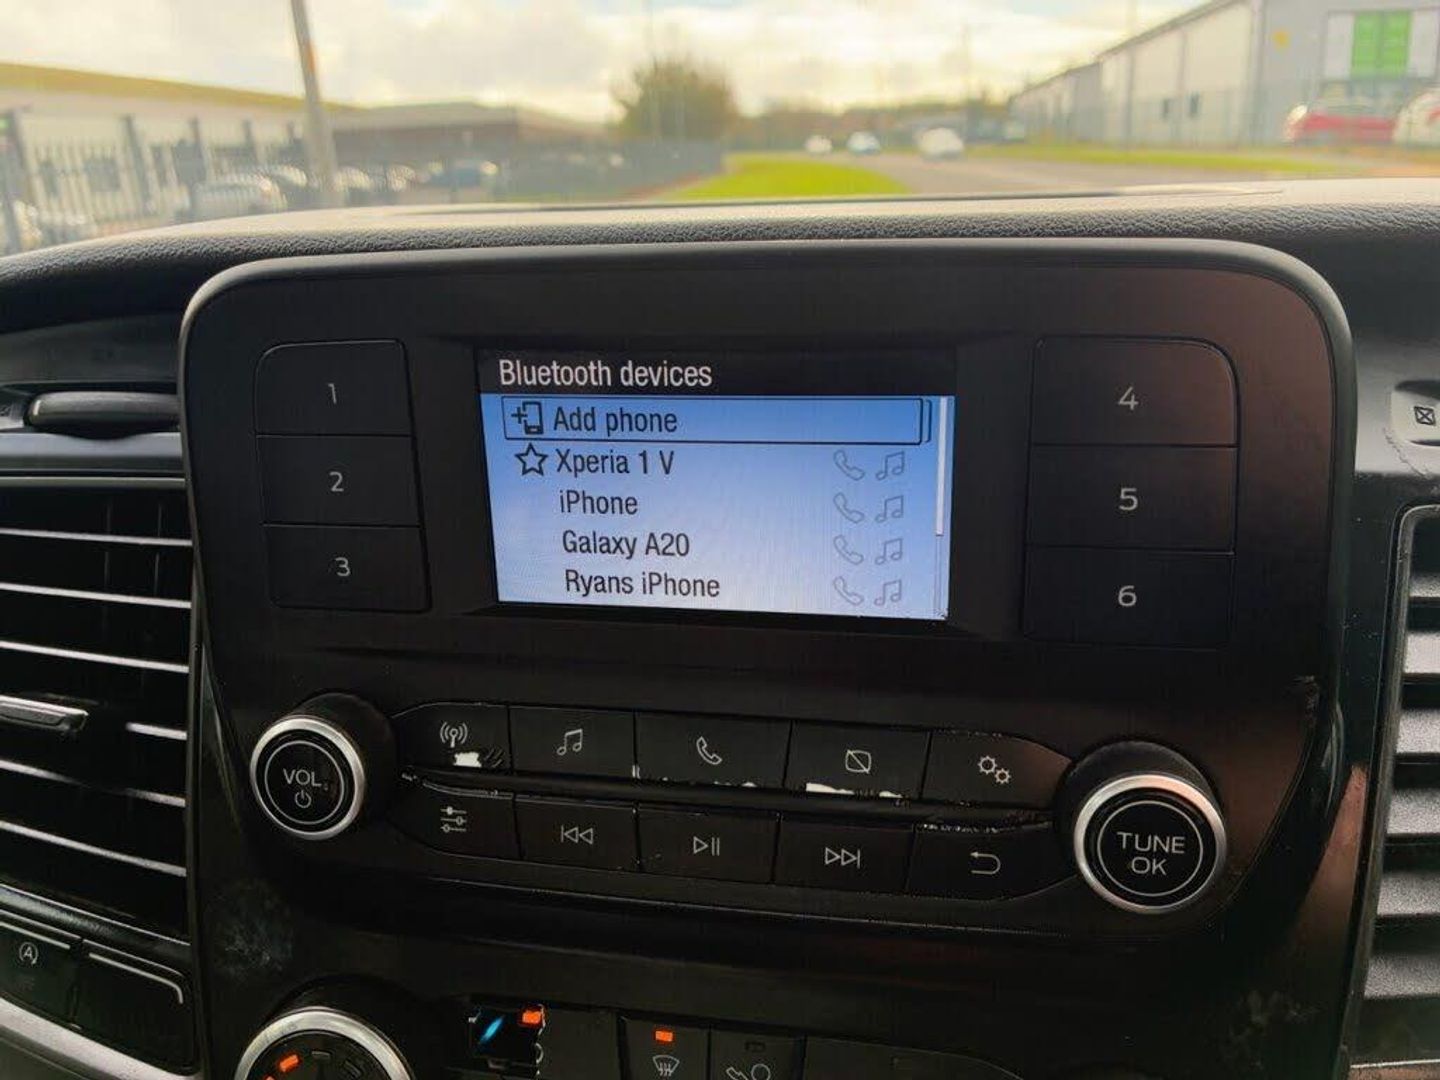 Bluetooth devices
Add phone
Xperia 1 V
iPhone
Galaxy A20
Ryans iPhone
1
2
3
4
5
6
VOL
TUNE
OK
A